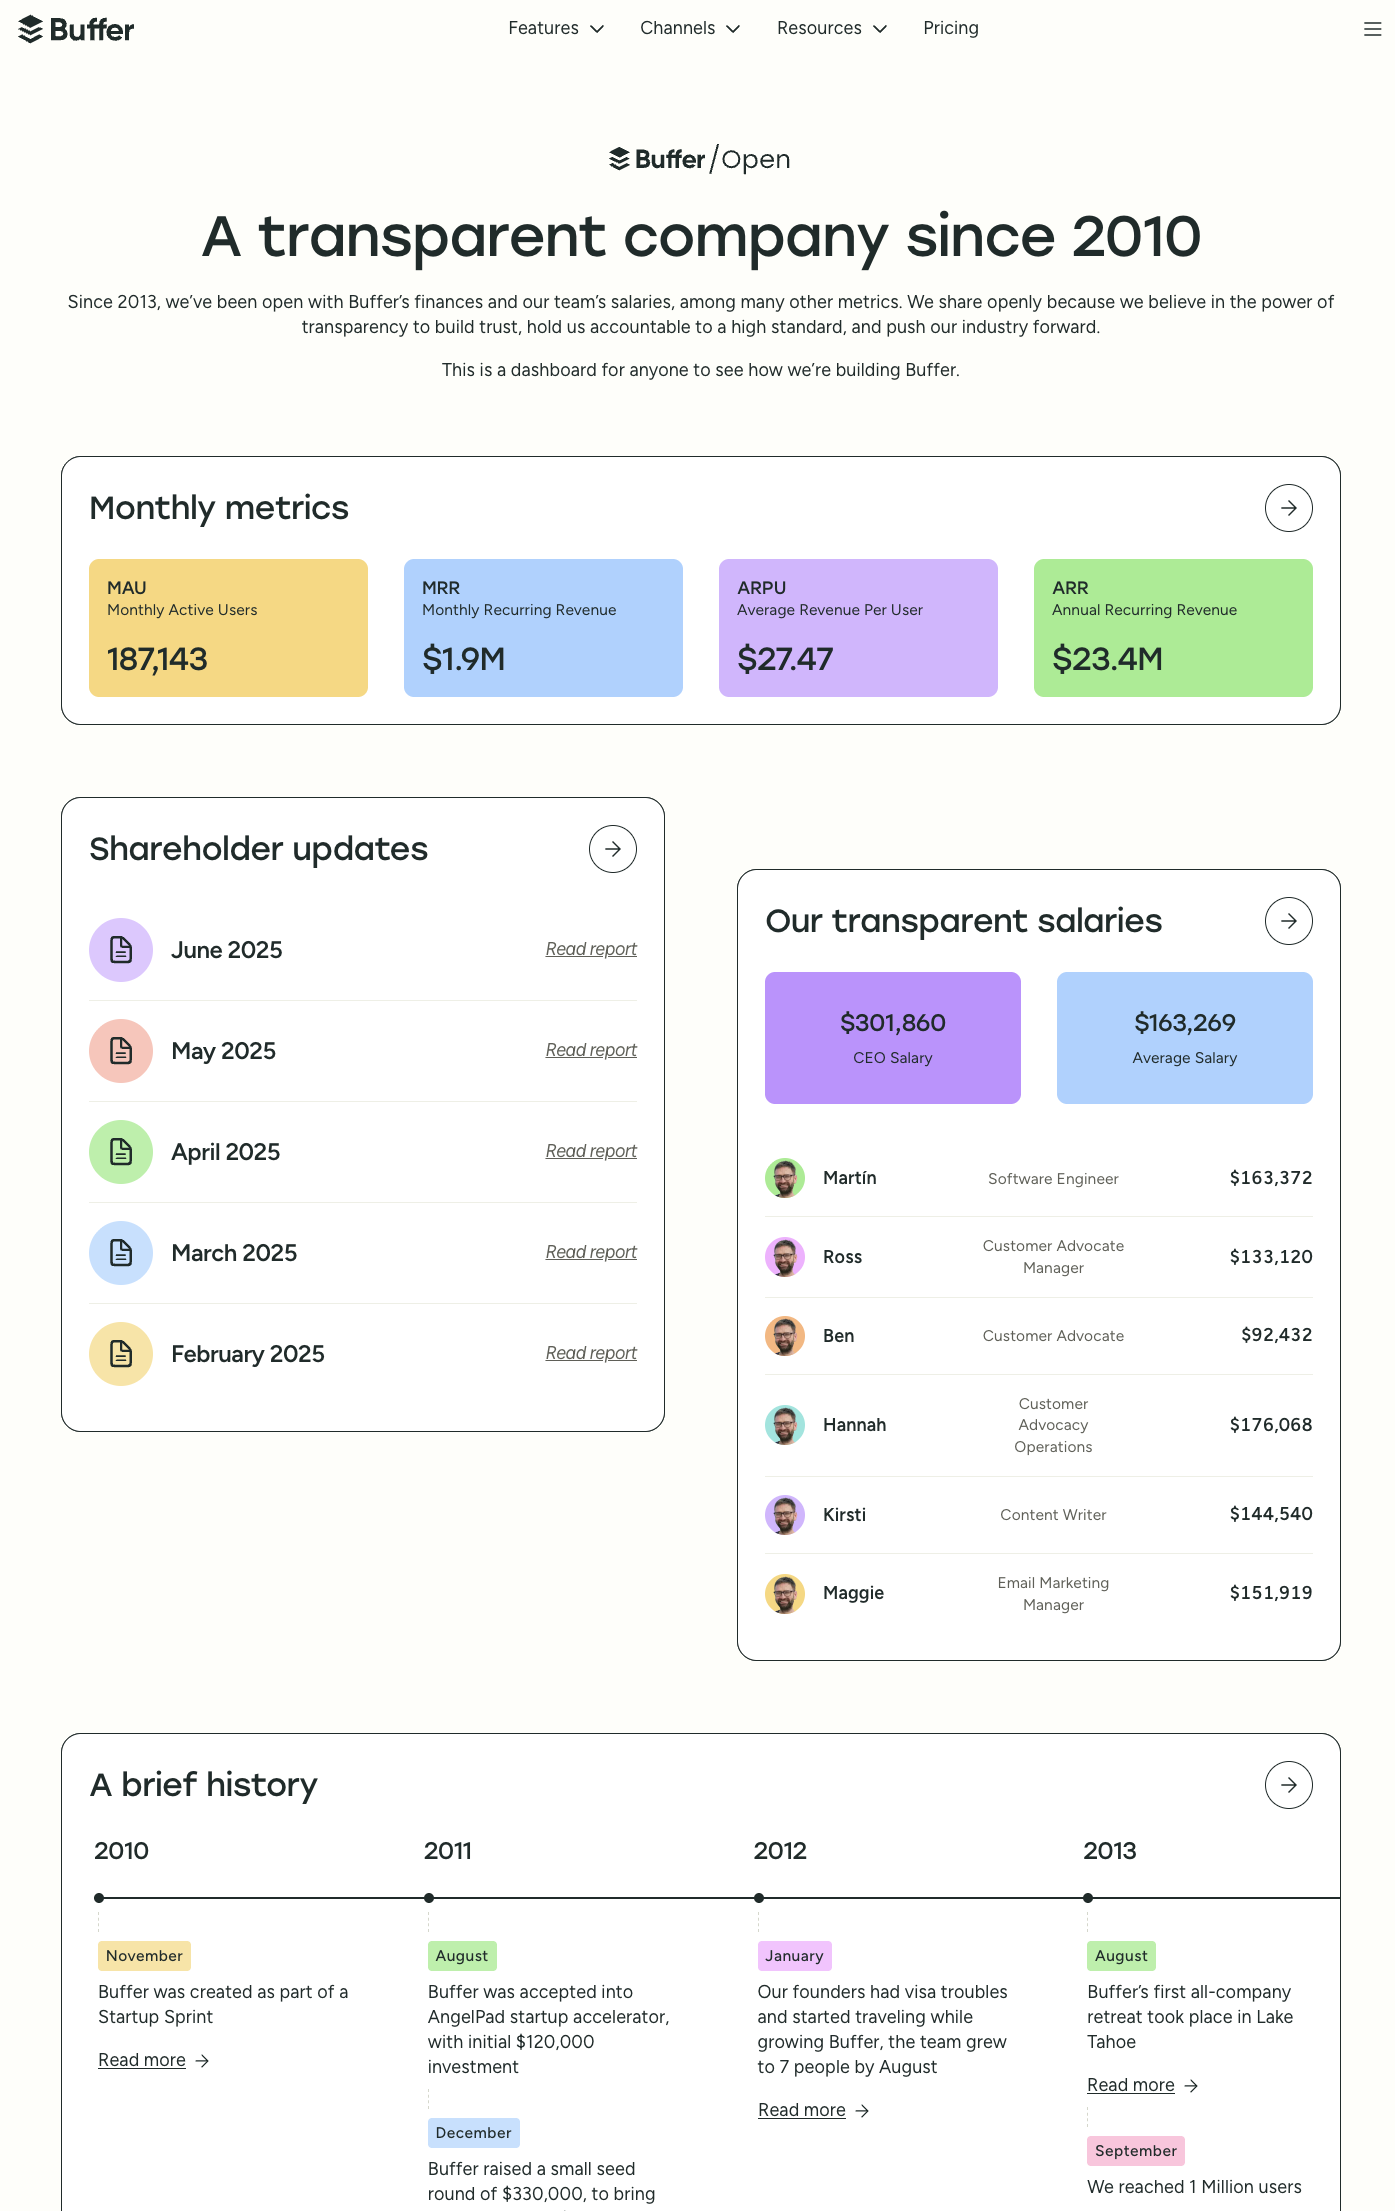 Buffer
Features
Channels
Resources
Pricing
Buffer/Open
A transparent company since 2010
Since 2013, we’ve been open with Buffer’s finances and our team’s salaries, among many other metrics. We share openly because we believe in the power of
transparency to build trust, hold us accountable to a high standard, and push our industry forward.
This is a dashboard for anyone to see how we’re building Buffer.
Monthly metrics
MAU
Monthly Active Users
187,143
MRR
Monthly Recurring Revenue
$1.9M
ARPU
Average Revenue Per User
$27.47
ARR
Annual Recurring Revenue
$23.4M
Shareholder updates
June 2025
Read report
May 2025
Read report
April 2025
Read report
March 2025
Read report
February 2025
Read report
Our transparent salaries
$301,860
CEO Salary
$163,269
Average Salary
Martín
Software Engineer
$163,372
Ross
Customer Advocate
Manager
$133,120
Ben
Customer Advocate
$92,432
Hannah
Customer
Advocacy
Operations
$176,068
Kirsti
Content Writer
$144,540
Maggie
Email Marketing
Manager
$151,919
A brief history
2010
November
Buffer was created as part of a
Startup Sprint
Read more
2011
August
Buffer was accepted into
AngelPad startup accelerator,
with initial $120,000
investment
December
Buffer raised a small seed
round of $330,000, to bring
2012
January
Our founders had visa troubles
and started traveling while
growing Buffer, the team grew
to 7 people by August
Read more
2013
August
Buffer’s first all-company
retreat took place in Lake
Tahoe
Read more
September
We reached 1 Million users